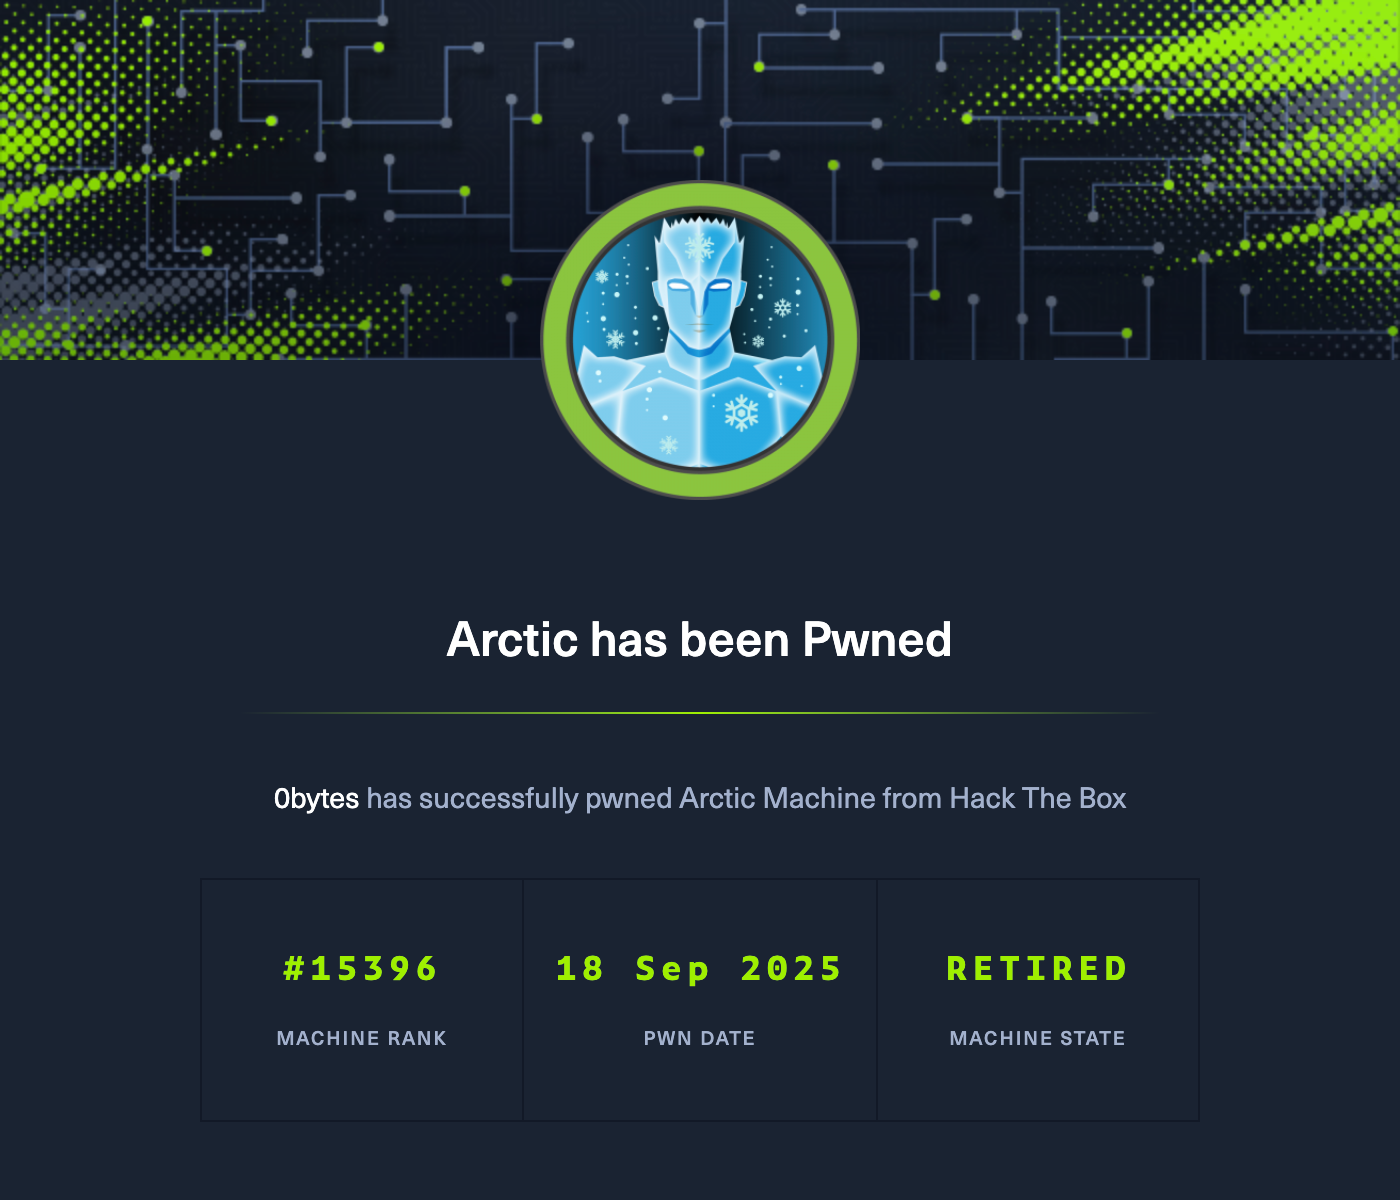 Arctic has been Pwned
0bytes has successfully pwned Arctic Machine from Hack The Box
#15396
MACHINE RANK
18 Sep 2025
PWN DATE
RETIRED
MACHINE STATE